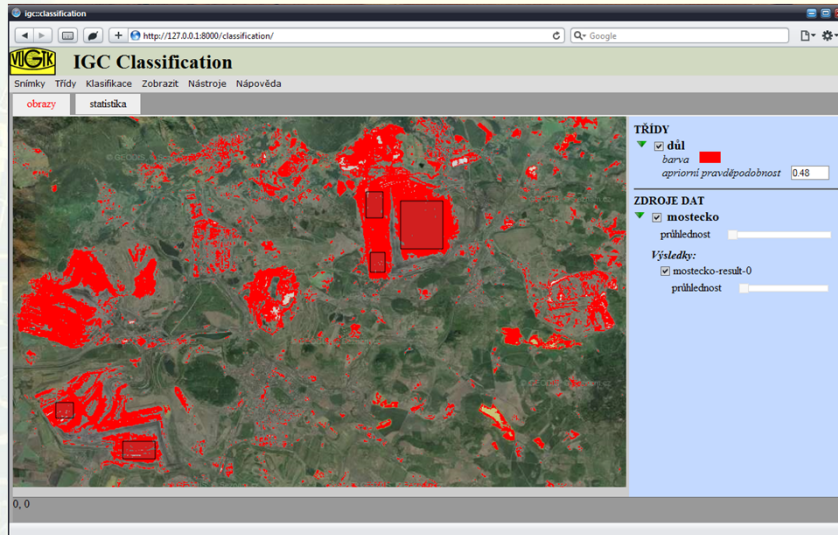 igc::classification
http://127.0.0.1:8000/classification/
Google
VÚGTK
IGC Classification
Snímky Třídy Klasifikace Zobrazit Nástroje Nápověda
obrazy statistika
TŘÍDY
důl
barva
apriorní pravděpodobnost 0.48
ZDROJE DAT
mostecko
průhlednost
Výsledky:
mostecko-result-0
průhlednost
0, 0